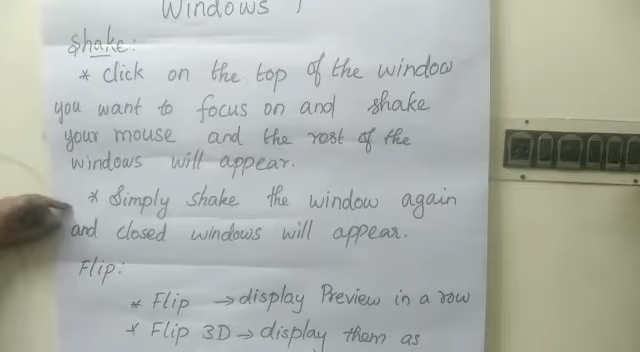 Windows 7
Shake:
* Click on the top of the window
you want to focus on and shake
your mouse and the rest of the
windows will appear.
* Simply shake the window again
and closed windows will appear.
Flip:
* Flip → display Preview in a row
* Flip 3D → display them as